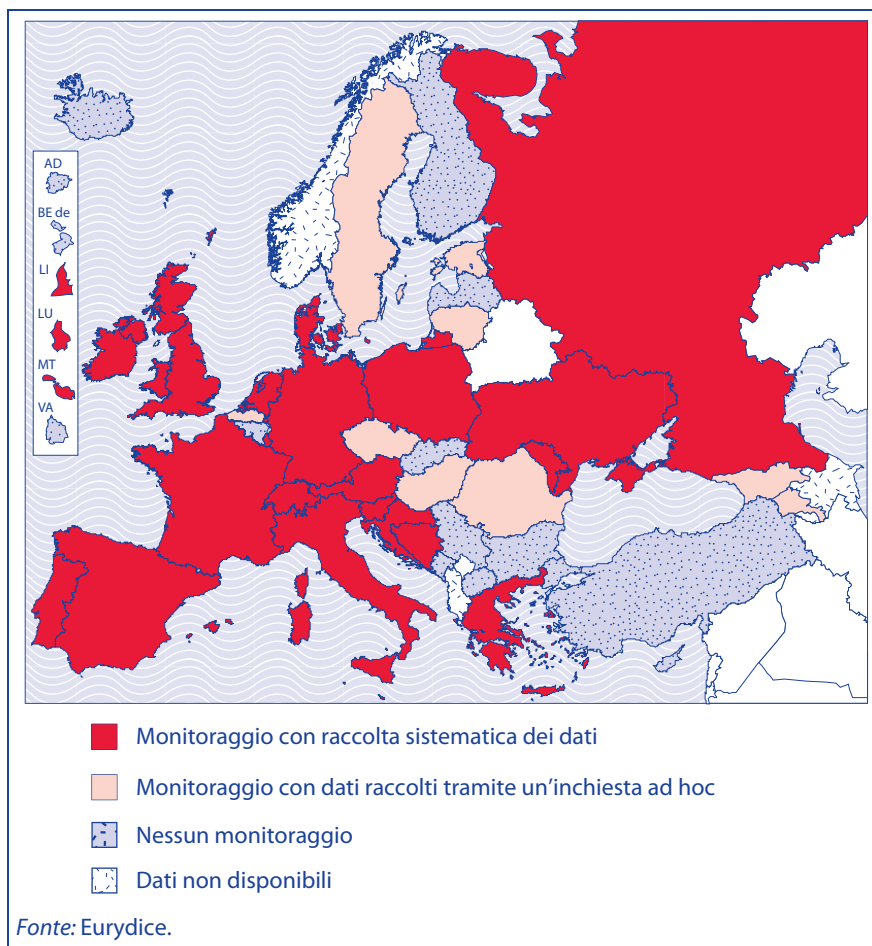 AD
BE de
LI
LU
MT
VA
Monitoraggio con raccolta sistematica dei dati
Monitoraggio con dati raccolti tramite un'inchiesta ad hoc
Nessun monitoraggio
Dati non disponibili
Fonte: Eurydice.